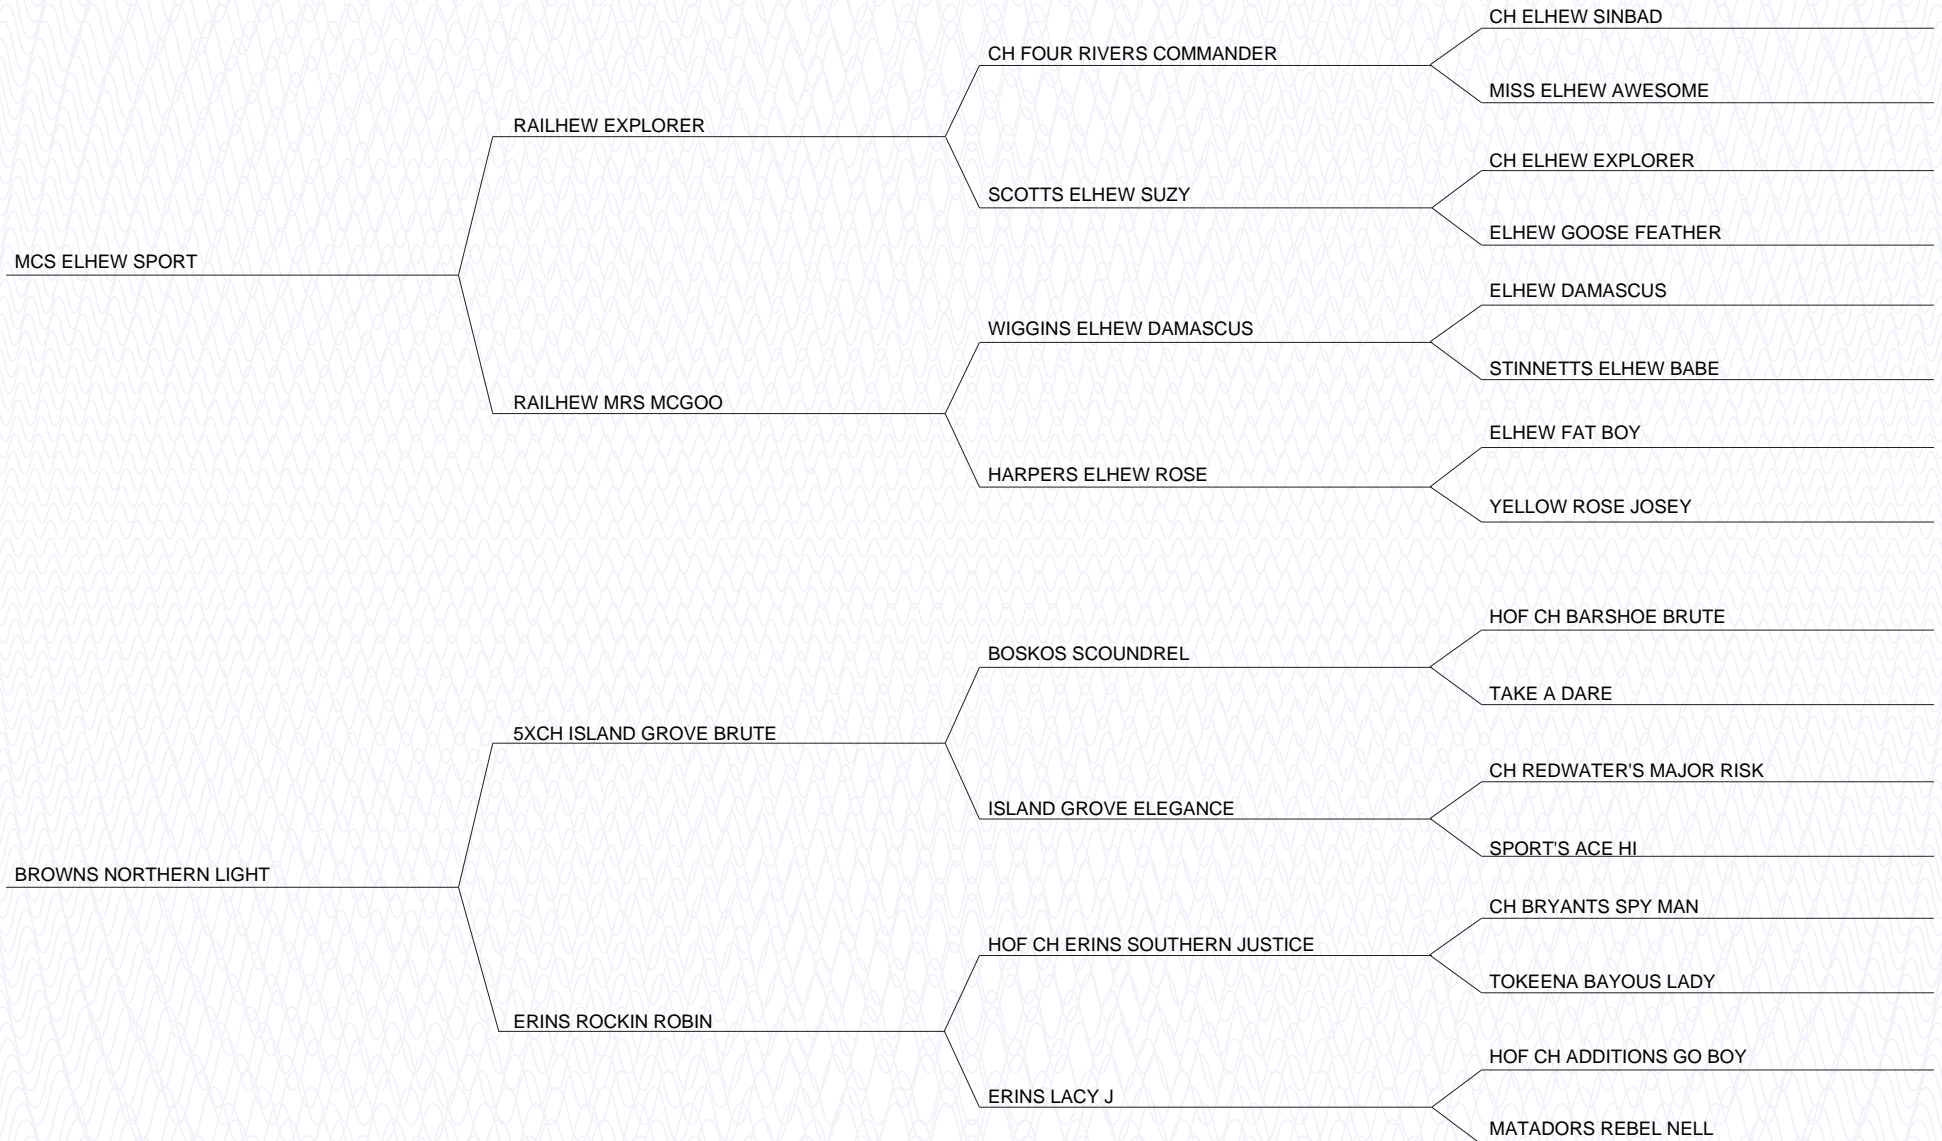 CH ELHEW SINBAD
CH FOUR RIVERS COMMANDER
MISS ELHEW AWESOME
RAILHEW EXPLORER
CH ELHEW EXPLORER
SCOTTS ELHEW SUZY
ELHEW GOOSE FEATHER
MCS ELHEW SPORT
ELHEW DAMASCUS
WIGGINS ELHEW DAMASCUS
STINNETTS ELHEW BABE
RAILHEW MRS MCGOO
ELHEW FAT BOY
HARPERS ELHEW ROSE
YELLOW ROSE JOSEY
HOF CH BARSHOE BRUTE
BOSKOS SCOUNDREL
TAKE A DARE
5XCH ISLAND GROVE BRUTE
CH REDWATER'S MAJOR RISK
ISLAND GROVE ELEGANCE
SPORT'S ACE HI
BROWNS NORTHERN LIGHT
CH BRYANTS SPY MAN
HOF CH ERINS SOUTHERN JUSTICE
TOKEENA BAYOUS LADY
ERINS ROCKIN ROBIN
HOF CH ADDITIONS GO BOY
ERINS LACY J
MATADORS REBEL NELL